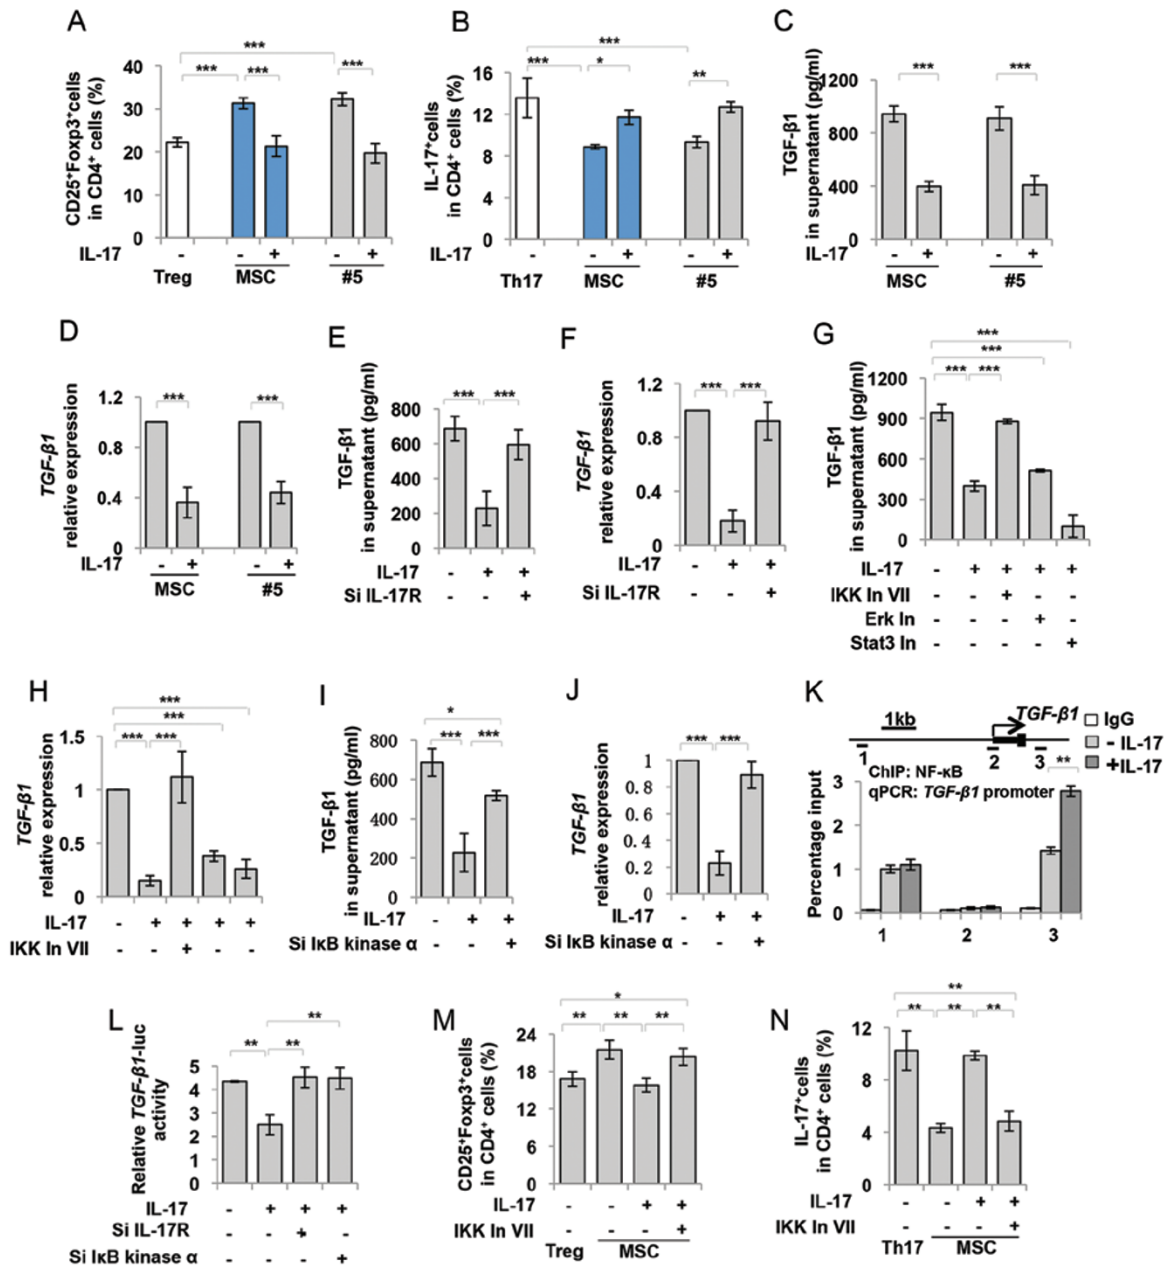 A
B
C
*** *** *** ***
*** *** * **
*** ***
CD25+Foxp3+cells
in CD4+ cells (%)
40
30
20
10
0
IL-17 - - + - +
Treg MSC #5
IL-17+cells
in CD4+ cells (%)
16
12
8
4
0
IL-17 - - + - +
Th17 MSC #5
TGF-β1
in supernatant (pg/ml)
1200
800
400
0
IL-17 - + - +
MSC #5
D
E
F
G
TGF-β1
relative expression
*** ***
1.2
0.8
0.4
0
IL-17 - + - +
MSC #5
TGF-β1
in supernatant (pg/ml)
*** ***
800
600
400
200
0
IL-17 - + +
Si IL-17R - - +
TGF-β1
relative expression
*** ***
1.2
0.8
0.4
0
IL-17 - + +
Si IL-17R - - +
TGF-β1
in supernatant (pg/ml)
***
***
*** ***
1200
900
600
300
0
IL-17 - + + + +
IKK In VII - - + - -
Erk In - - - + -
Stat3 In - - - - +
H
I
J
K
TGF-β1
relative expression
***
***
*** ***
1.5
1
0.5
0
IL-17 - + + + +
IKK In VII - - + - -
TGF-β1
in supernatant (pg/ml)
*
*** ***
800
600
400
200
0
IL-17 - + +
Si IκB kinase α - - +
TGF-β1
relative expression
*** ***
1
0.8
0.6
0.4
0.2
0
IL-17 - + +
Si IκB kinase α - - +
1kb
TGF-β1
IgG
- IL-17
+IL-17
1 2 3
**
ChIP: NF-κB
qPCR: TGF-β1 promoter
Percentage input
3
2
1
0
1 2 3
L
M
N
Relative TGF-β1-luc
activity
**
** **
5
4
3
2
1
0
IL-17 - + + +
Si IL-17R - - + -
Si IκB kinase α - - - +
CD25+Foxp3+cells
in CD4+ cells (%)
*
** ** **
24
18
12
6
0
IL-17 - - + +
IKK In VII - - - +
Treg MSC
IL-17+cells
in CD4+ cells (%)
**
** ** **
12
8
4
0
IL-17 - - + +
IKK In VII - - - +
Th17 MSC